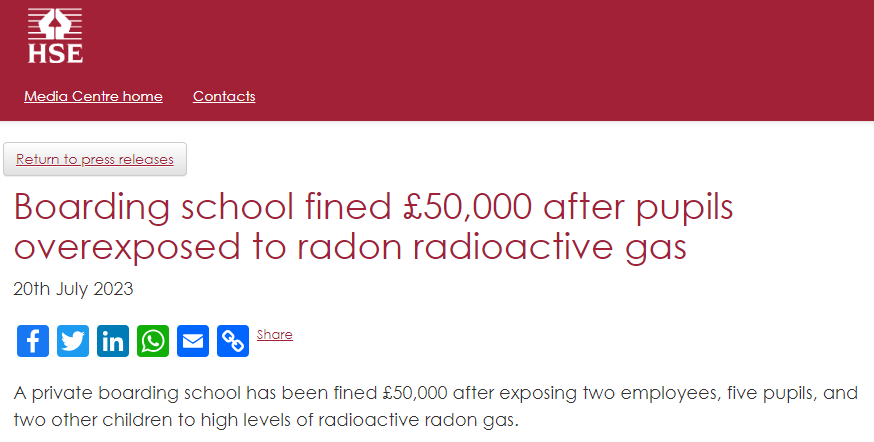 HSE
Media Centre home Contacts
Return to press releases
Boarding school fined £50,000 after pupils
overexposed to radon radioactive gas
20th July 2023
Share
A private boarding school has been fined £50,000 after exposing two employees, five pupils, and
two other children to high levels of radioactive radon gas.